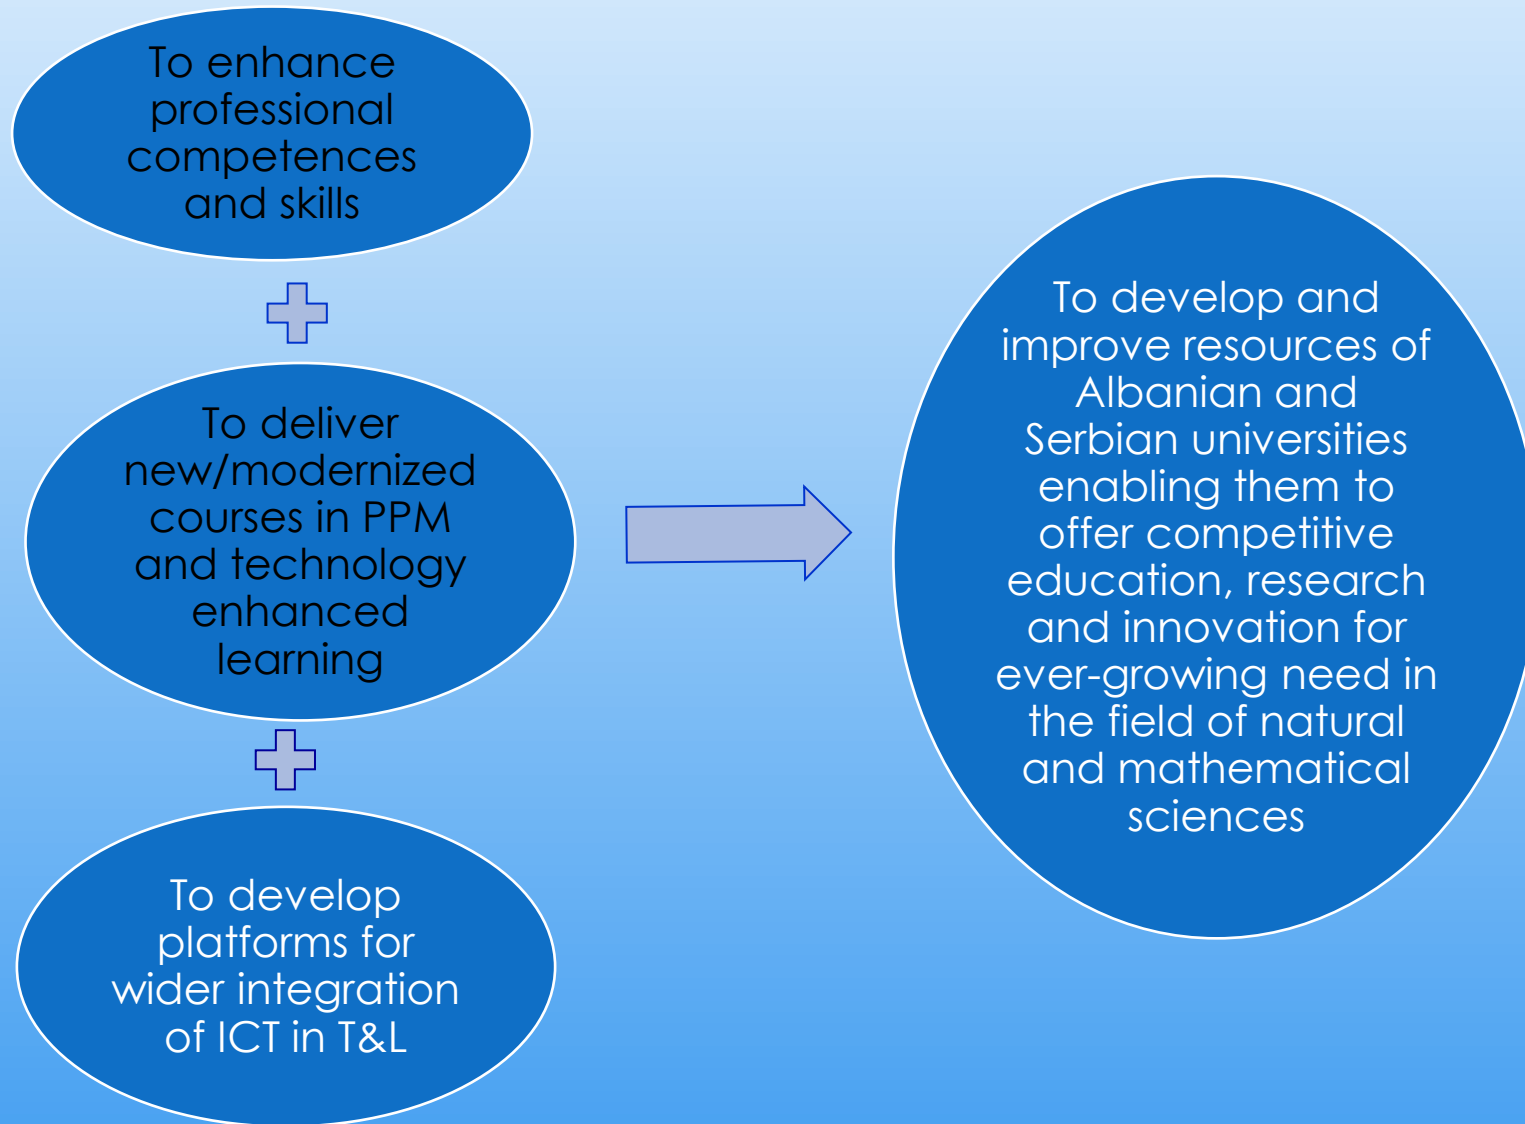 To enhance
professional
competences
and skills
To deliver
new/modernized
courses in PPM
and technology
enhanced
learning
To develop
platforms for
wider integration
of ICT in T&L
To develop and
improve resources of
Albanian and
Serbian universities
enabling them to
offer competitive
education, research
and innovation for
ever-growing need in
the field of natural
and mathematical
sciences